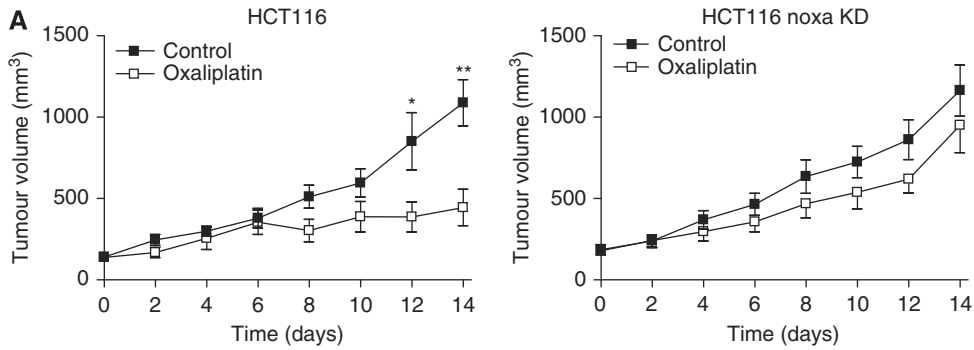 A
HCT116
1500
1000
500
0
Tumour volume (mm3)
Control
Oxaliplatin
*
**
0 2 4 6 8 10 12 14
Time (days)
HCT116 noxa KD
1500
1000
500
0
Tumour volume (mm3)
Control
Oxaliplatin
0 2 4 6 8 10 12 14
Time (days)